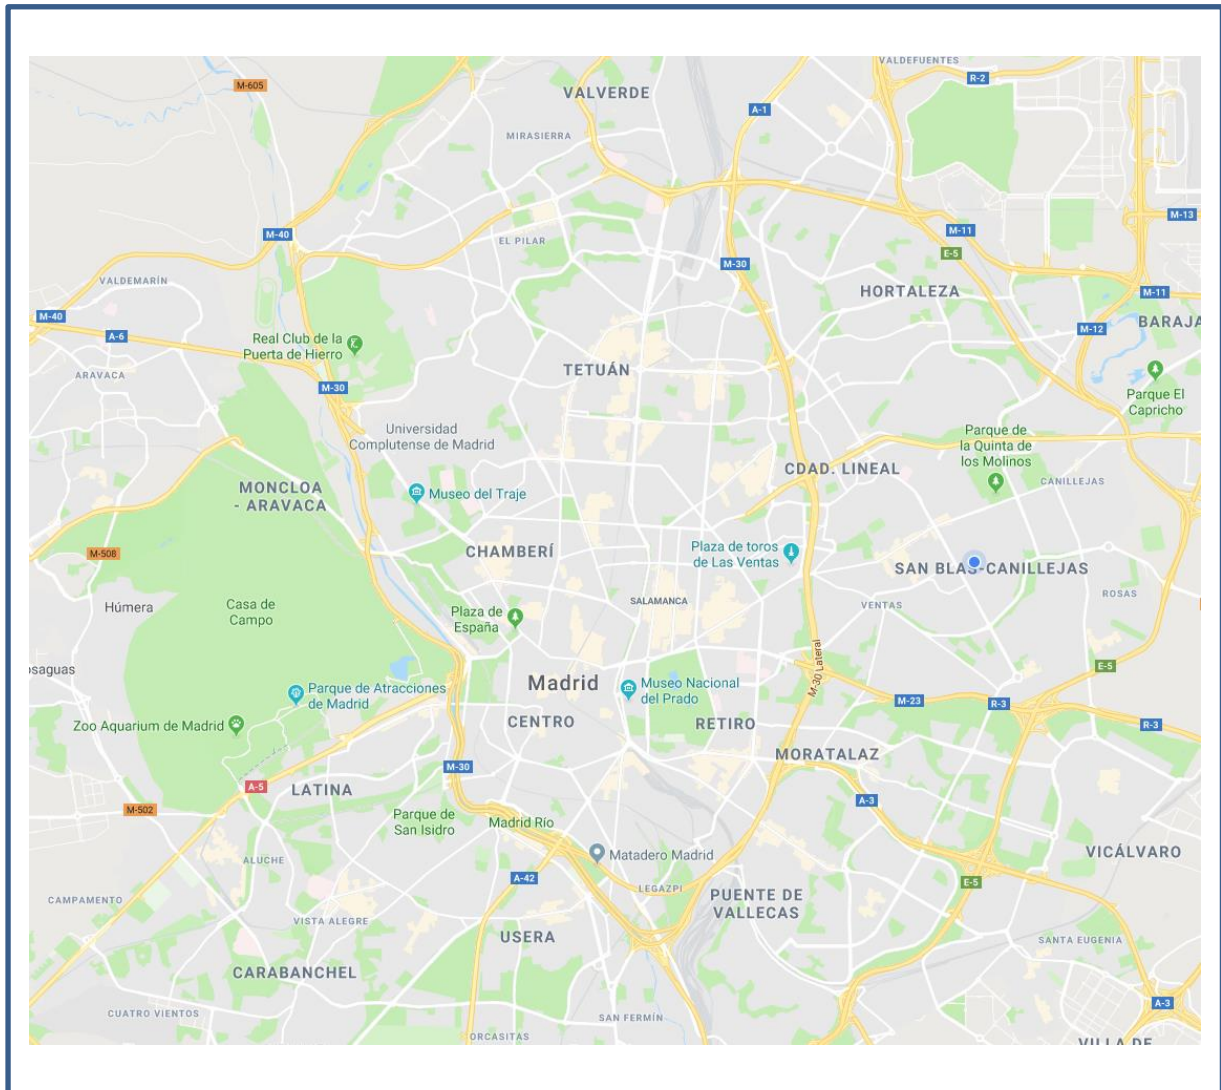 VALDEFUENTES
M-605
R-2
VALVERDE
A-1
MIRASIERRA
M-13
M-40
M-11
EL PILAR
E-5
M-30
VALDEMARÍN
HORTALEZA
M-11
M-40
M-12
BARAJA
A-6
Real Club de la
Puerta de Hierro
TETUÁN
ARAVACA
M-30
Parque El
Capricho
Universidad
Complutense de Madrid
Parque de
la Quinta de
los Molinos
CDAD. LINEAL
CANILLEJAS
MONCLOA
- ARAVACA
Museo del Traje
CHAMBERÍ
Plaza de toros
de Las Ventas
M-508
SAN BLAS-CANILLEJAS
ROSAS
Húmera
Casa de
Campo
SALAMANCA
VENTAS
Plaza de
España
M-30 Lateral
osaguas
E-5
Madrid
Museo Nacional
del Prado
Parque de Atracciones
de Madrid
M-23
R-3
Zoo Aquarium de Madrid
CENTRO
RETIRO
R-3
MORATALAZ
M-30
A-5
LATINA
A-3
M-502
Parque de
San Isidro
Madrid Río
Matadero Madrid
VICÁLVARO
ALUCHE
A-42
LEGAZPI
E-5
CAMPAMENTO
PUENTE DE
VALLECAS
VISTA ALEGRE
USERA
SANTA EUGENIA
CARABANCHEL
A-3
CUATRO VIENTOS
SAN FERMÍN
ORCASITAS
VILLA DE